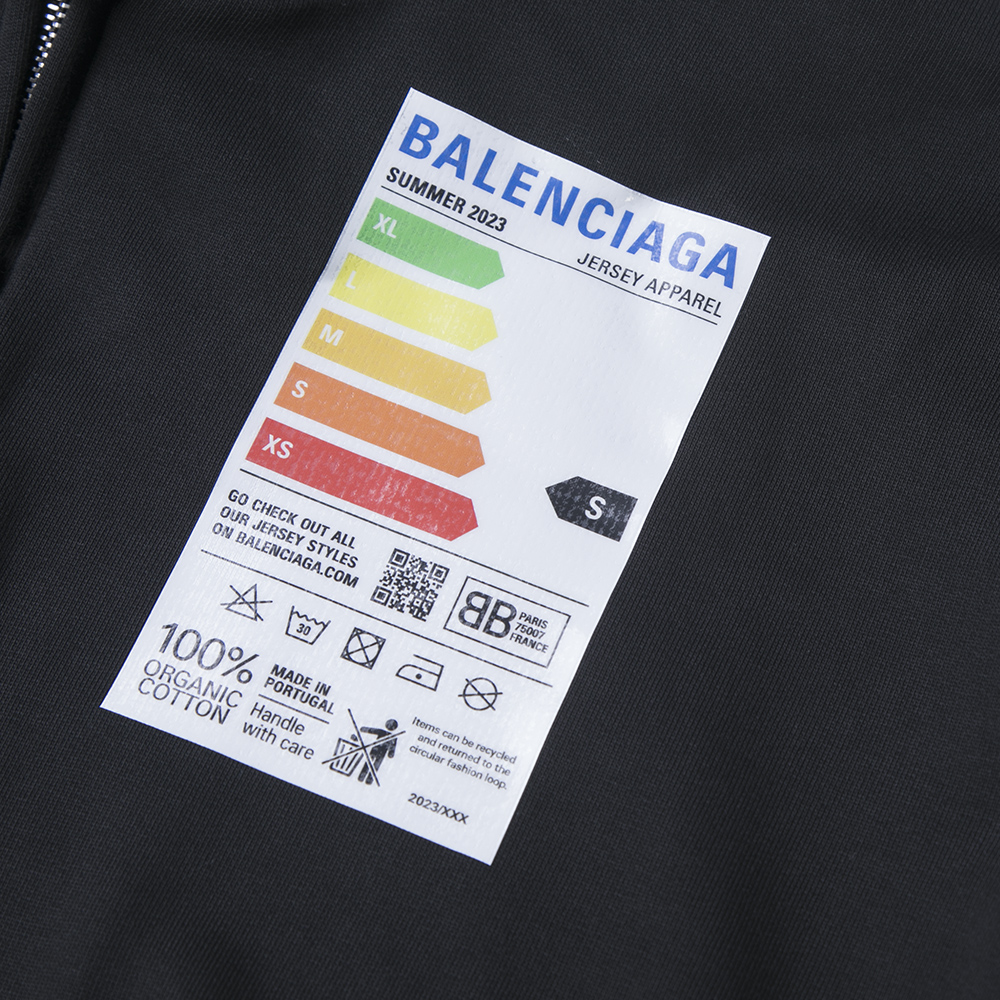 BALENCIAGA
SUMMER 2023
JERSEY APPAREL
XL
L
M
S
XS
S
GO CHECK OUT ALL
OUR JERSEY STYLES
ON BALENCIAGA.COM
BB
PARIS
75007
FRANCE
30
100%
ORGANIC
COTTON
MADE IN
PORTUGAL
Handle
with care
Items can be recycled
and returned to the
circular fashion loop.
2023/XXX